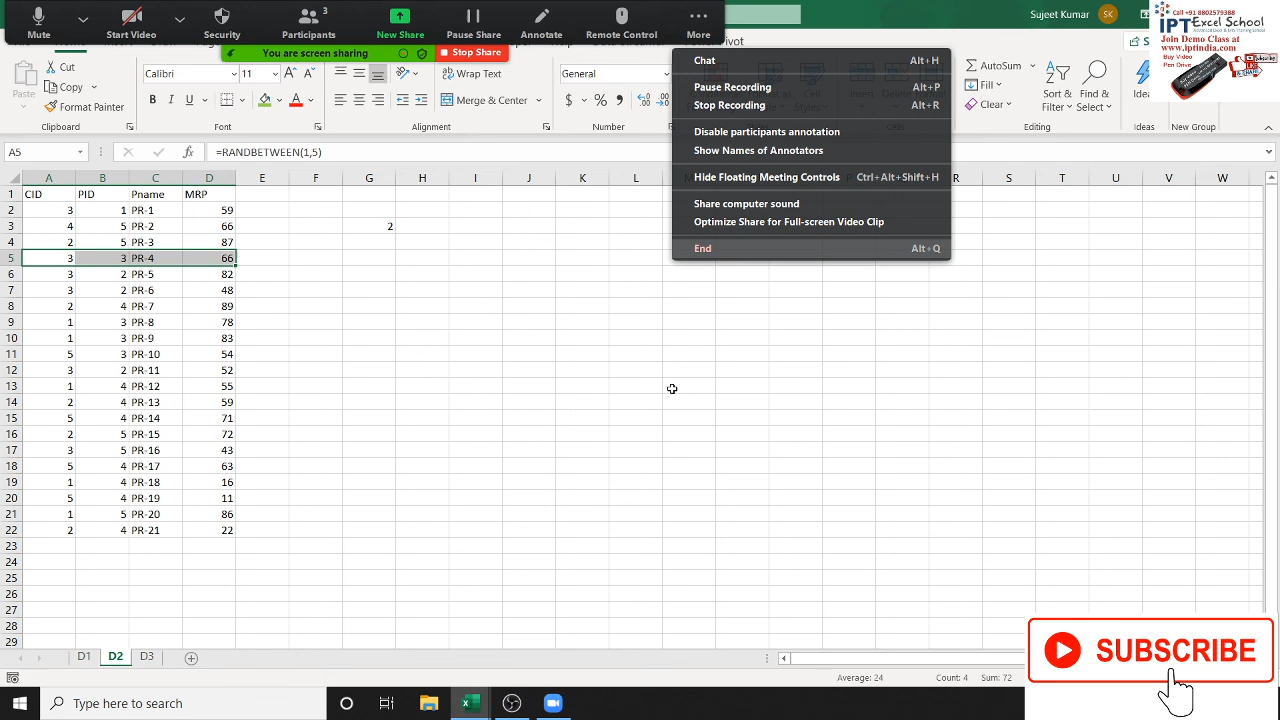 Mute
Start Video
Security
Participants
3
New Share
Pause Share
Annotate
Remote Control
More
Sujeet Kumar
SK
You are screen sharing
Stop Share
Call +91 8802579388
IPT Excel School
Join Demo Class at
www.iptindia.com
Buy Video
Pen Drive
Cut
Copy
Format Painter
Paste
Clipboard
Calibri
11
B I U
Font
Wrap Text
Merge & Center
Alignment
General
$ % ,
Number
Cell
Styles
Insert
Delete
Cells
AutoSum
Fill
Clear
Sort &
Filter
Find &
Select
Editing
Ideas
Ideas
New Group
Chat Alt+H
Pause Recording Alt+P
Stop Recording Alt+R
Disable participants annotation
Show Names of Annotators
Hide Floating Meeting Controls Ctrl+Alt+Shift+H
Share computer sound
Optimize Share for Full-screen Video Clip
End Alt+Q
A5
fx
=RANDBETWEEN(1,5)
A B C D E F G H I J K L R S T U V W
1 CID PID Pname MRP
2 3 1 PR-1 59
3 4 5 PR-2 66 2
4 2 5 PR-3 87
5 3 3 PR-4 66
6 3 2 PR-5 82
7 3 2 PR-6 48
8 2 4 PR-7 89
9 1 3 PR-8 78
10 1 3 PR-9 83
11 5 3 PR-10 54
12 3 2 PR-11 52
13 1 4 PR-12 55
14 2 4 PR-13 59
15 5 4 PR-14 71
16 2 5 PR-15 72
17 3 5 PR-16 43
18 5 4 PR-17 63
19 1 4 PR-18 16
20 5 4 PR-19 11
21 1 5 PR-20 86
22 2 4 PR-21 22
23
24
25
26
27
28
29
D1 D2 D3
Average: 24 Count: 4 Sum: 72
SUBSCRIBE
Type here to search